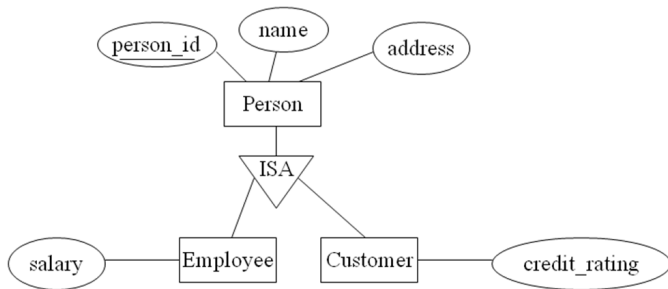 name
person_id
address
Person
ISA
Employee
Customer
salary
credit_rating